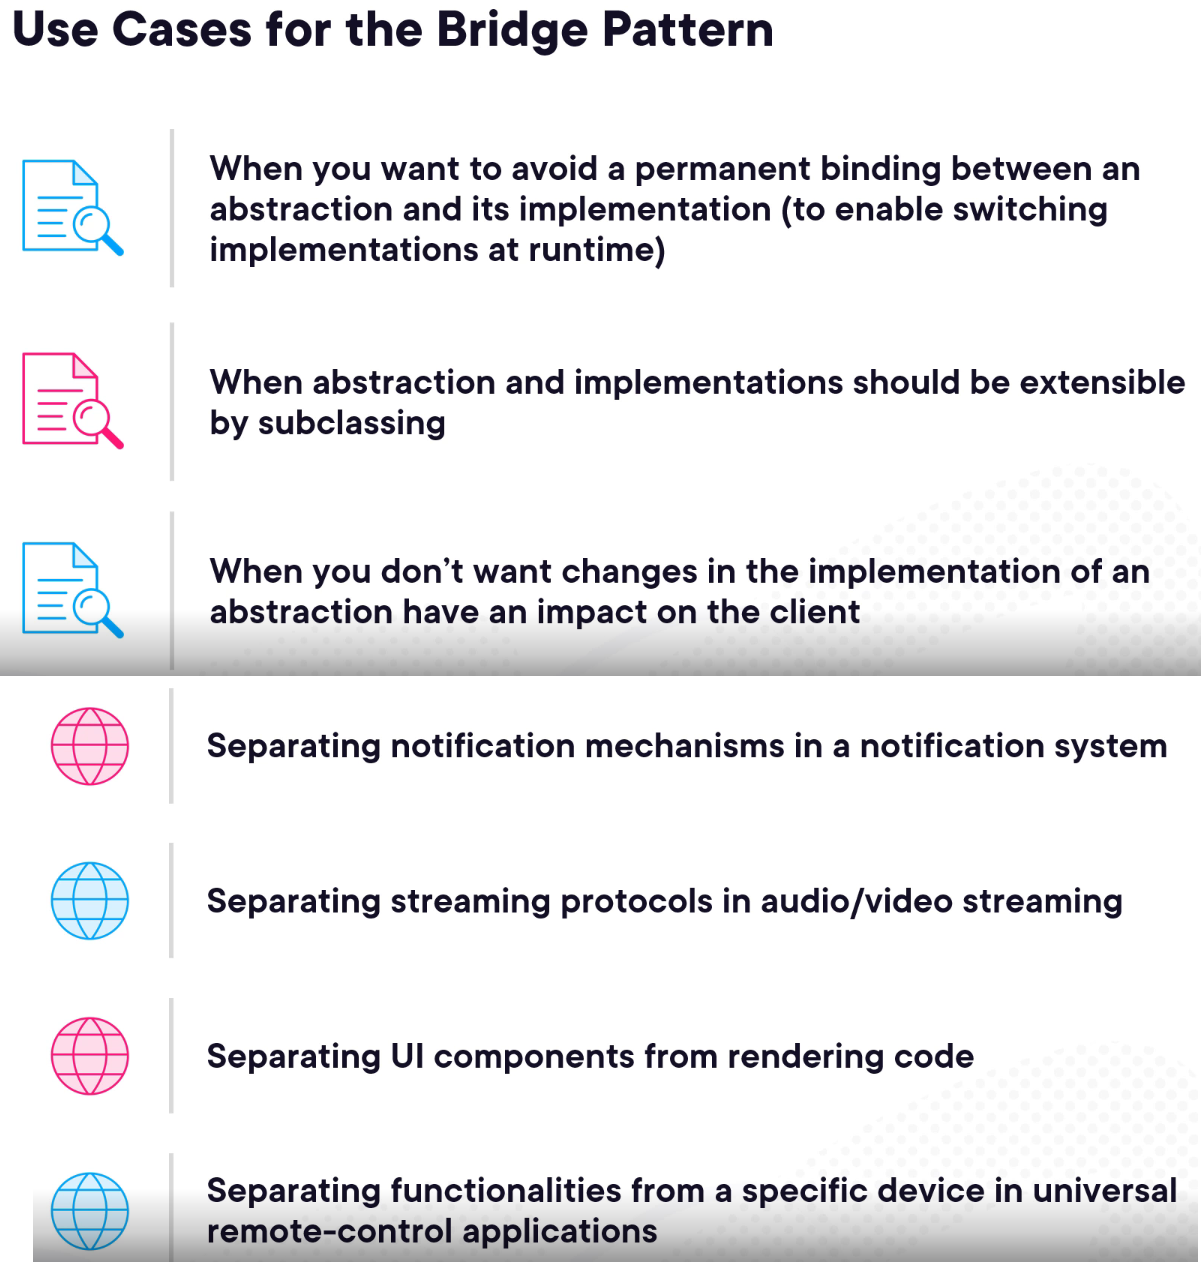 Use Cases for the Bridge Pattern
When you want to avoid a permanent binding between an
abstraction and its implementation (to enable switching
implementations at runtime)
When abstraction and implementations should be extensible
by subclassing
When you don't want changes in the implementation of an
abstraction have an impact on the client
Separating notification mechanisms in a notification system
Separating streaming protocols in audio/video streaming
Separating UI components from rendering code
Separating functionalities from a specific device in universal
remote-control applications